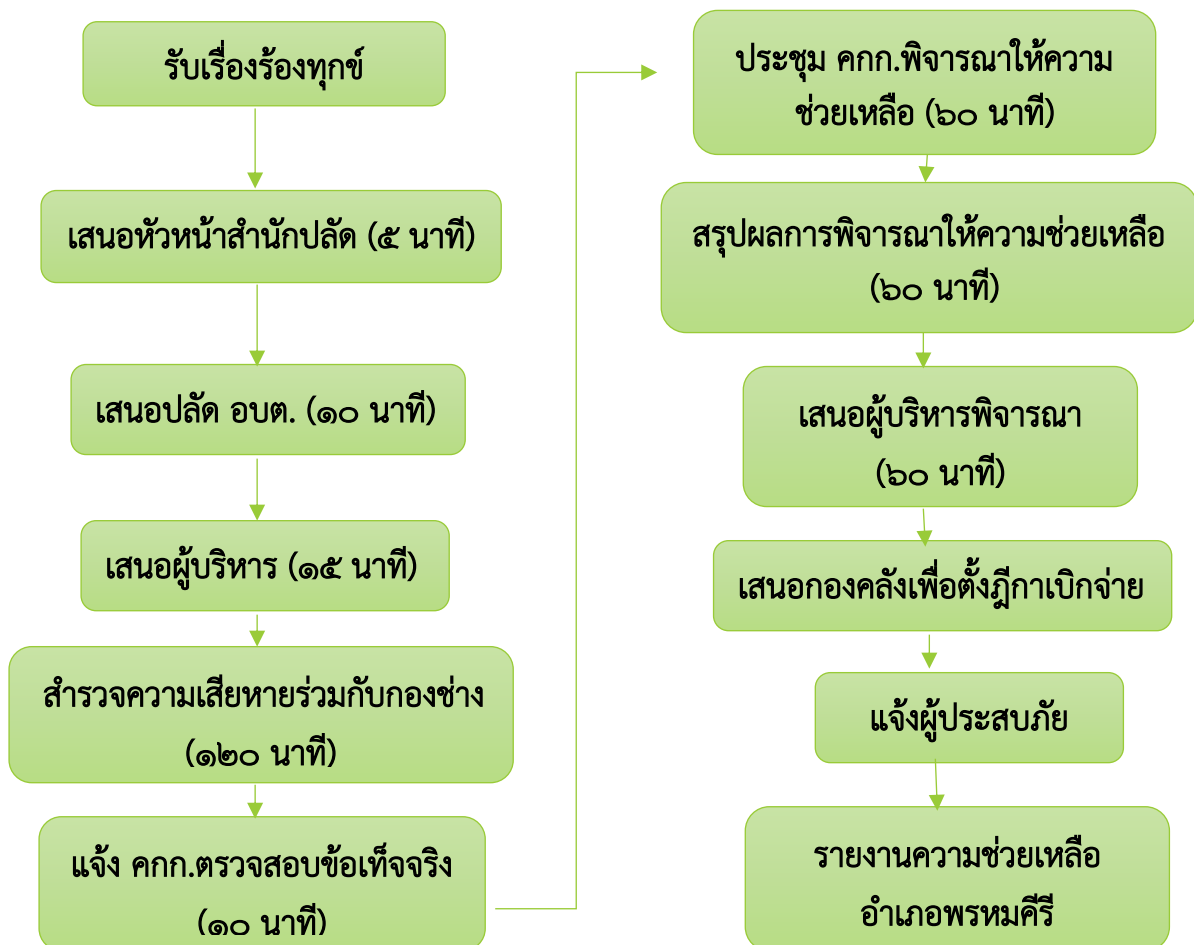 รับเรื่องร้องทุกข์
เสนอหัวหน้าสำนักปลัด (๕ นาที)
เสนอปลัด อบต. (๑๐ นาที)
เสนอผู้บริหาร (๑๕ นาที)
สำรวจความเสียหายร่วมกับกองช่าง
(๑๒๐ นาที)
แจ้ง คกก.ตรวจสอบข้อเท็จจริง
(๑๐ นาที)
ประชุม คกก.พิจารณาให้ความ
ช่วยเหลือ (๖๐ นาที)
สรุปผลการพิจารณาให้ความช่วยเหลือ
(๖๐ นาที)
เสนอผู้บริหารพิจารณา
(๖๐ นาที)
เสนอกองคลังเพื่อตั้งฎีกาเบิกจ่าย
แจ้งผู้ประสบภัย
รายงานความช่วยเหลือ
อำเภอพรหมคีรี